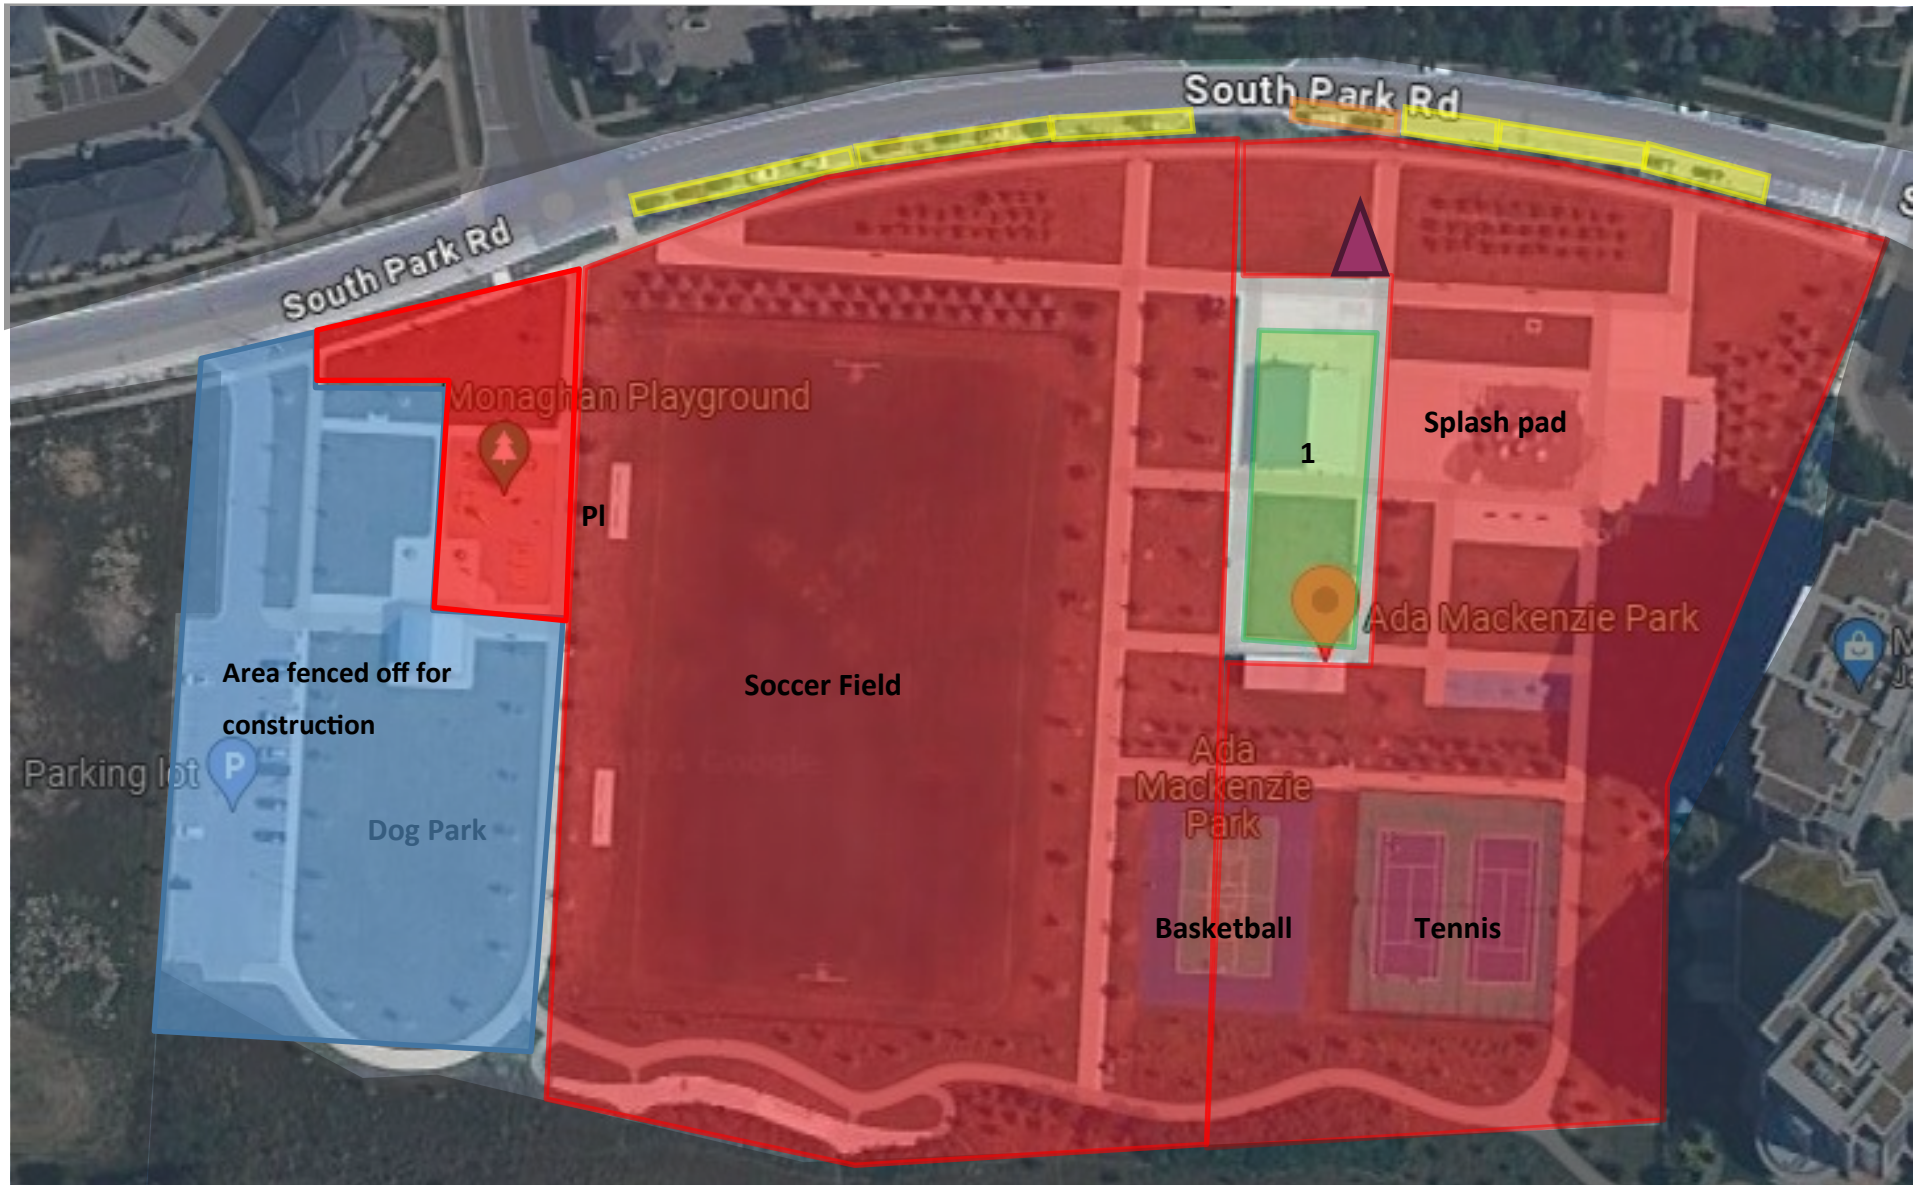 South Park Rd
South Park Rd
Monaghan Playground
Pl
Splash pad
1
Ada Mackenzie Park
Area fenced off for
construction
Soccer Field
Parking lot
P
Dog Park
Ada
Mackenzie
Park
Basketball
Tennis